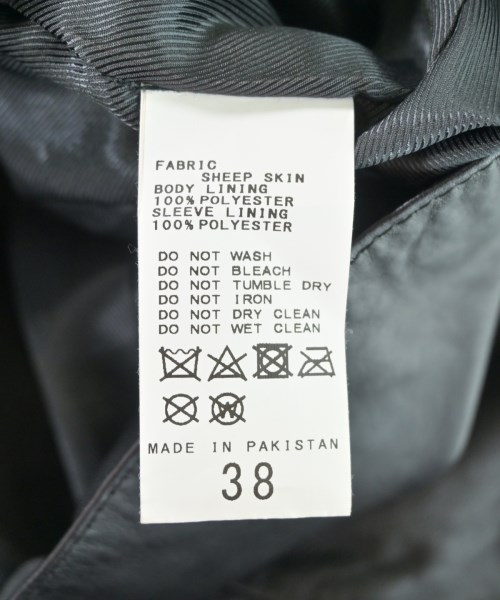 FABRIC
SHEEP SKIN
BODY LINING
100% POLYESTER
SLEEVE LINING
100% POLYESTER
DO NOT WASH
DO NOT BLEACH
DO NOT TUMBLE DRY
DO NOT IRON
DO NOT DRY CLEAN
DO NOT WET CLEAN
W
MADE IN PAKISTAN
38